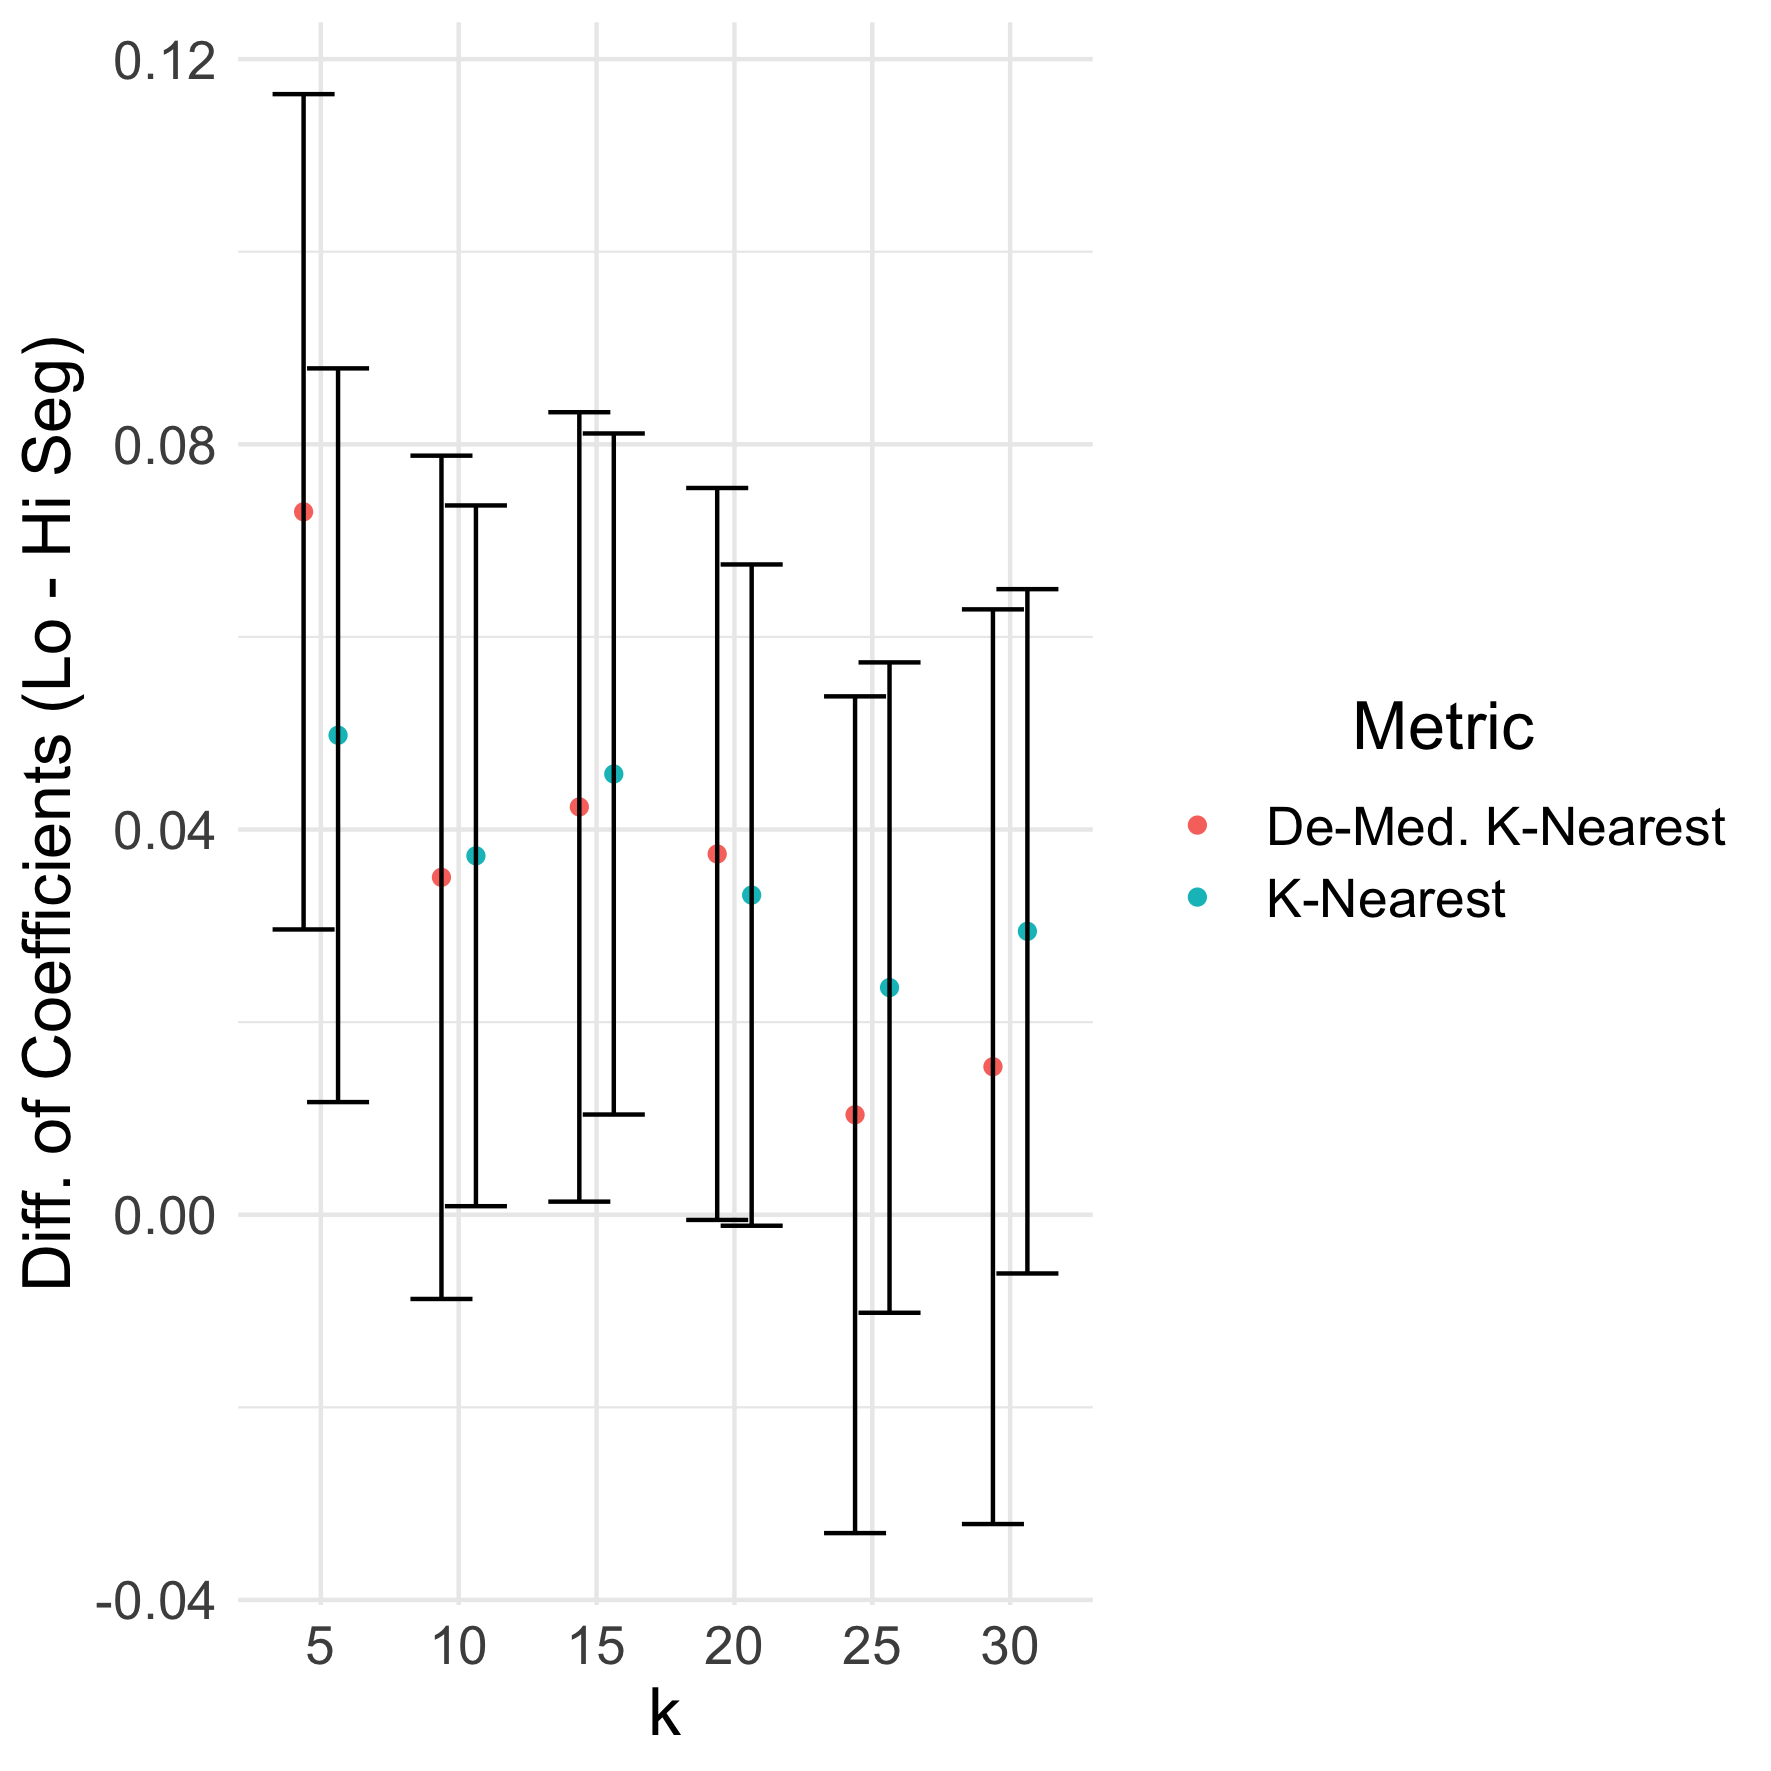 Diff. of Coefficients (Lo - Hi Seg)
0.12
0.08
0.04
0.00
-0.04
5 10 15 20 25 30
k
Metric
De-Med. K-Nearest
K-Nearest